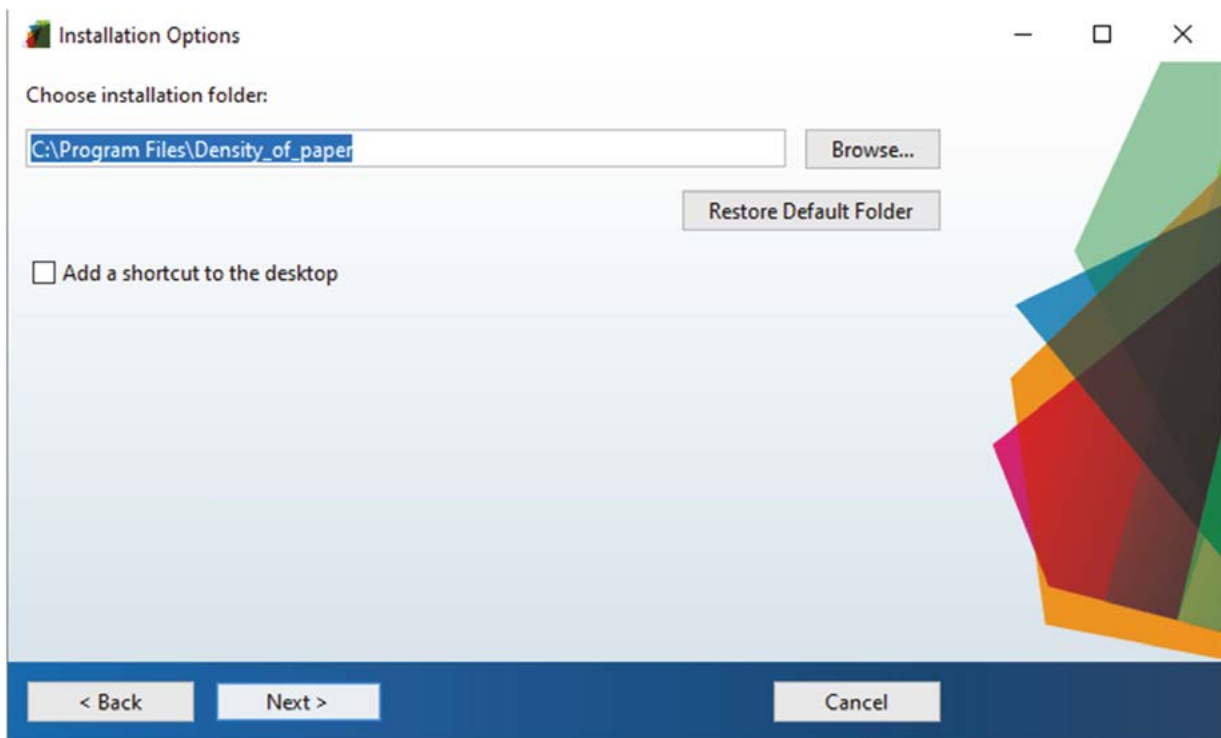 Installation Options
Choose installation folder:
C:\Program Files\Density_of_paper
Browse...
Restore Default Folder
Add a shortcut to the desktop
< Back Next > Cancel